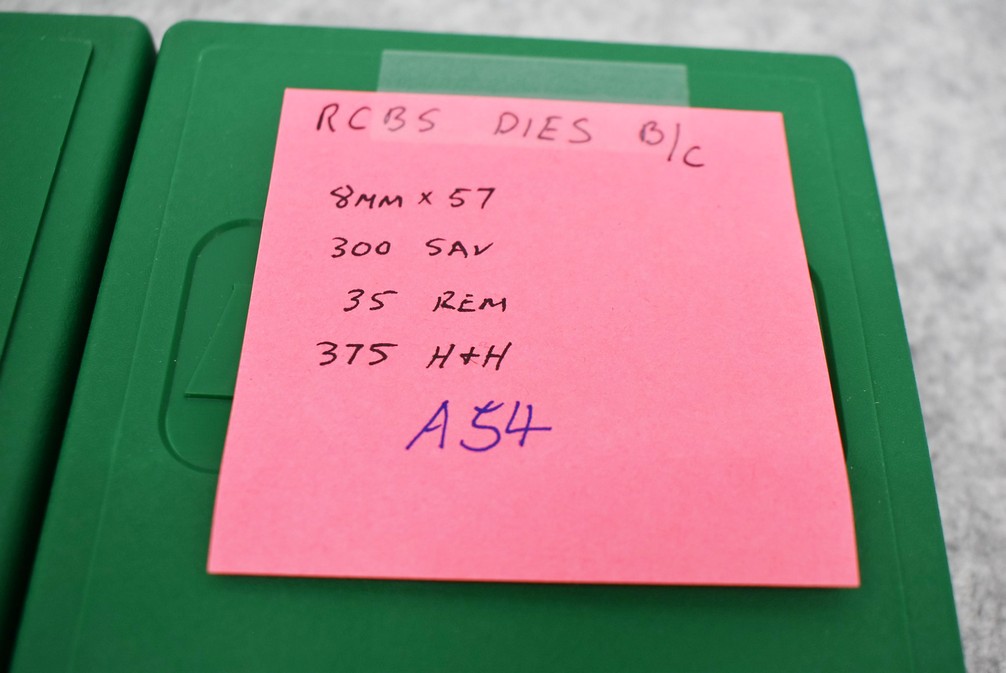 RCBS DIES B/C
8MM x 57
300 SAV
35 REM
375 H+H
A54